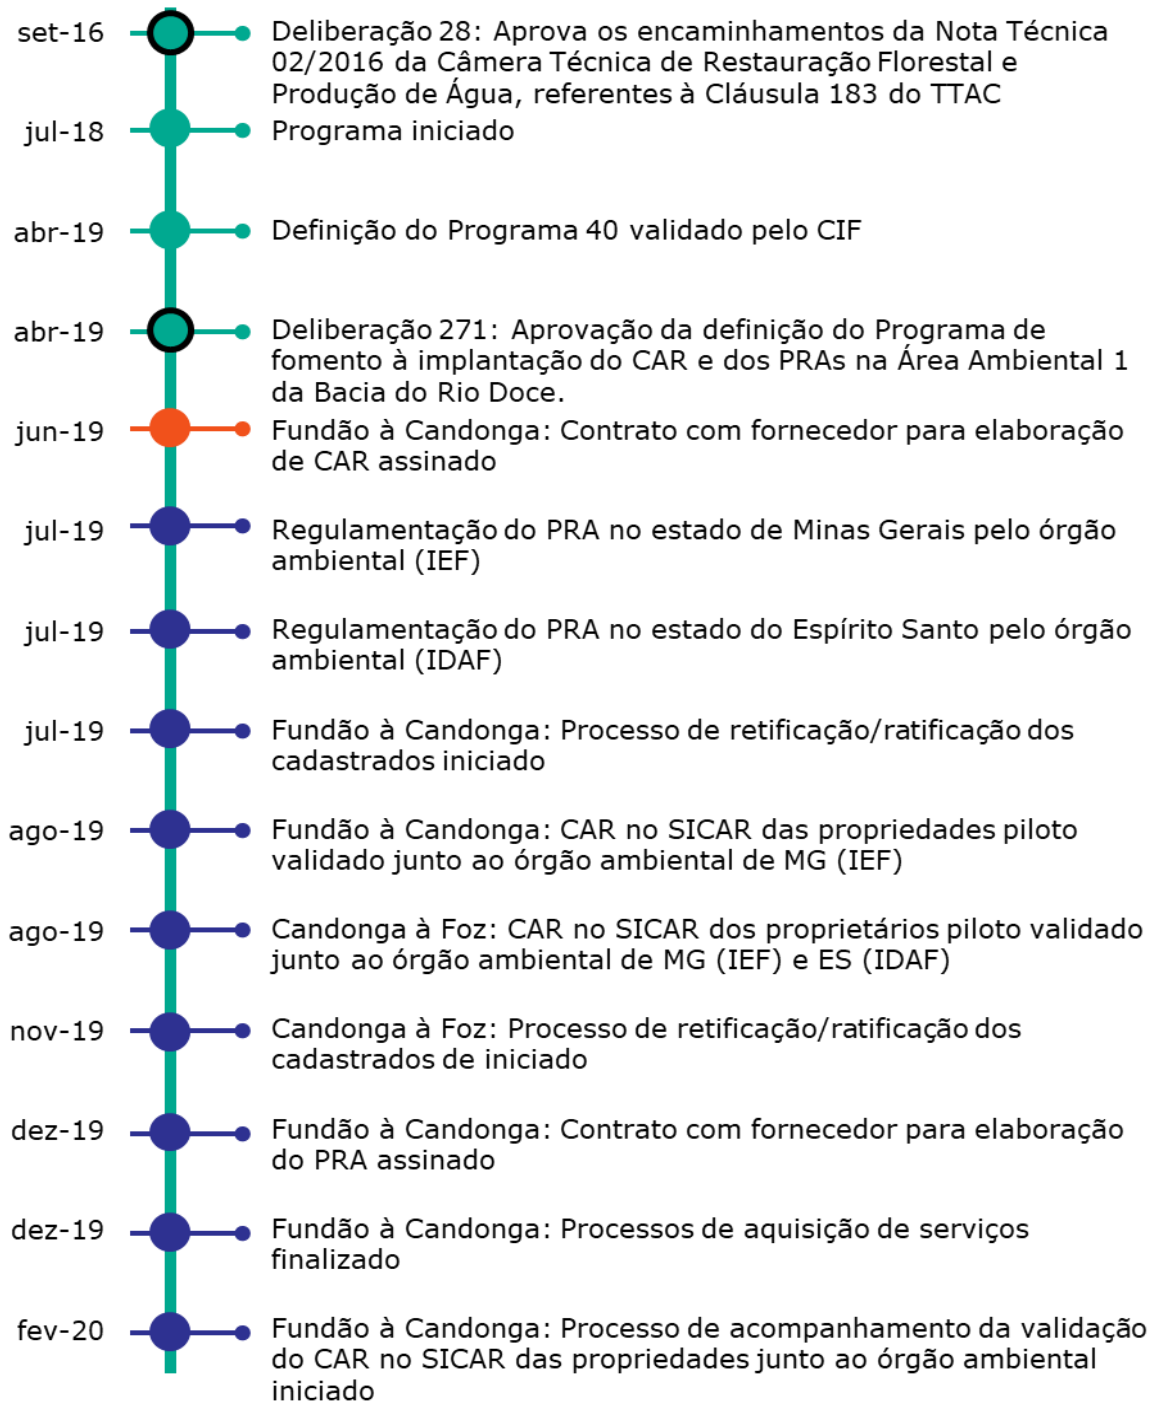 set-16
Deliberação 28: Aprova os encaminhamentos da Nota Técnica
02/2016 da Câmera Técnica de Restauração Florestal e
Produção de Água, referentes à Cláusula 183 do TTAC
jul-18
Programa iniciado
abr-19
Definição do Programa 40 validado pelo CIF
abr-19
Deliberação 271: Aprovação da definição do Programa de
fomento à implantação do CAR e dos PRAs na Área Ambiental 1
da Bacia do Rio Doce.
jun-19
Fundão à Candonga: Contrato com fornecedor para elaboração
de CAR assinado
jul-19
Regulamentação do PRA no estado de Minas Gerais pelo órgão
ambiental (IEF)
jul-19
Regulamentação do PRA no estado do Espírito Santo pelo órgão
ambiental (IDAF)
jul-19
Fundão à Candonga: Processo de retificação/ratificação dos
cadastrados iniciado
ago-19
Fundão à Candonga: CAR no SICAR das propriedades piloto
validado junto ao órgão ambiental de MG (IEF)
ago-19
Candonga à Foz: CAR no SICAR dos proprietários piloto validado
junto ao órgão ambiental de MG (IEF) e ES (IDAF)
nov-19
Candonga à Foz: Processo de retificação/ratificação dos
cadastrados de iniciado
dez-19
Fundão à Candonga: Contrato com fornecedor para elaboração
do PRA assinado
dez-19
Fundão à Candonga: Processos de aquisição de serviços
finalizado
fev-20
Fundão à Candonga: Processo de acompanhamento da validação
do CAR no SICAR das propriedades junto ao órgão ambiental
iniciado